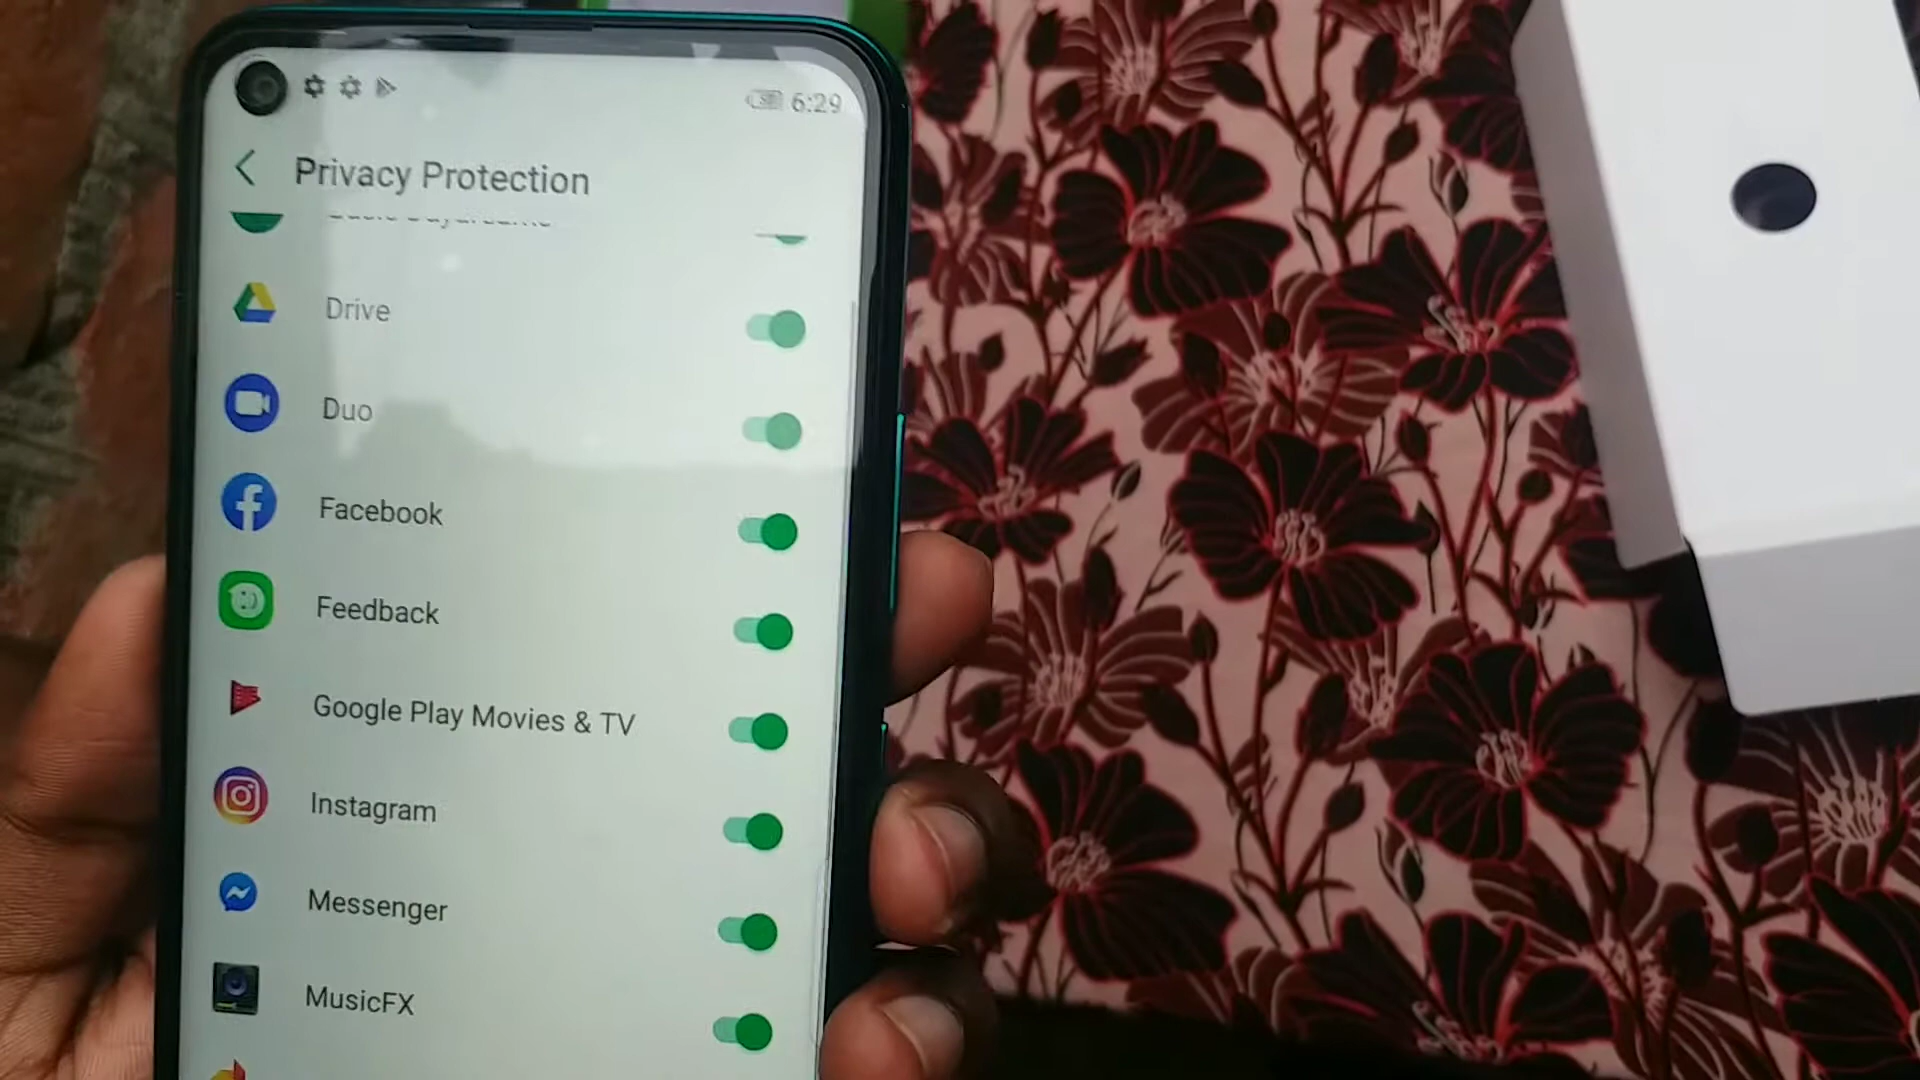 6:29
Privacy Protection
Drive
Duo
Facebook
Feedback
Google Play Movies & TV
Instagram
Messenger
MusicFX